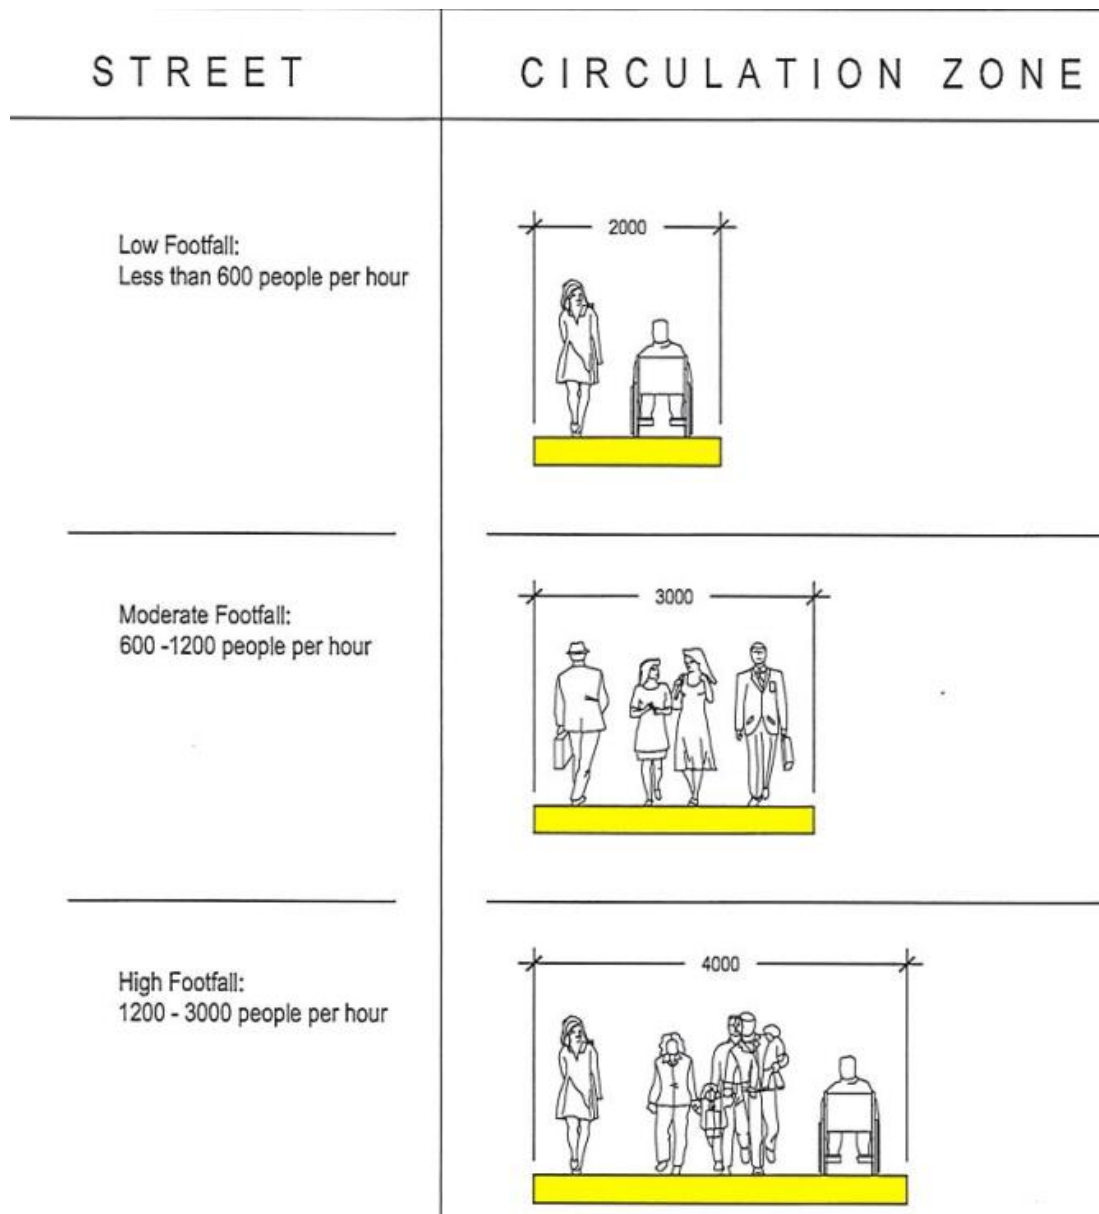 STREET
CIRCULATION ZONE
Low Footfall:
Less than 600 people per hour
2000
Moderate Footfall:
600 -1200 people per hour
3000
High Footfall:
1200 - 3000 people per hour
4000